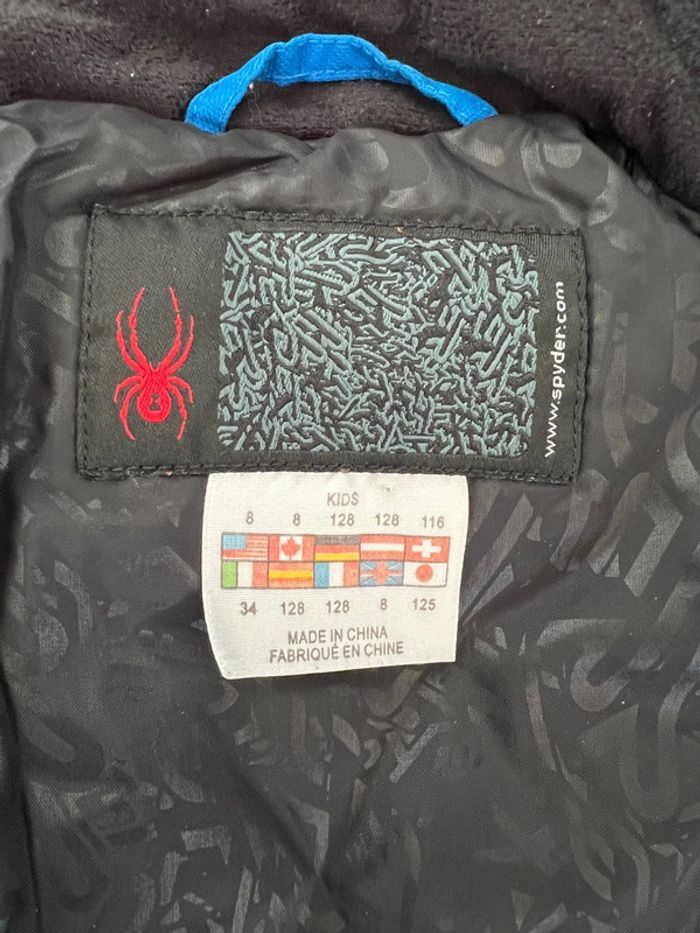 www.spyder.com
KIDS
8 8 128 128 116
34 128 128 8 125
MADE IN CHINA
FABRIQUÉ EN CHINE